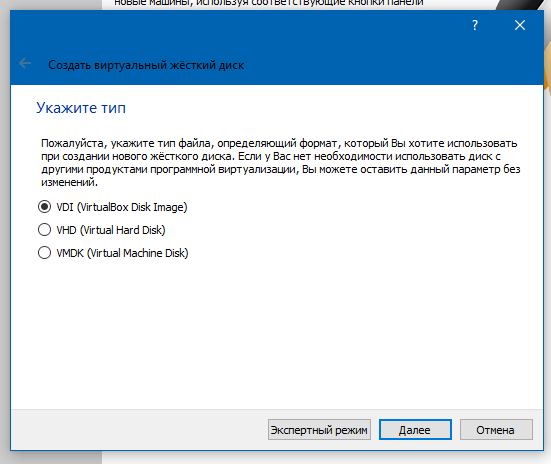 новые машины, используя соответствующие кнопки панели
?
Создать виртуальный жёсткий диск
Укажите тип
Пожалуйста, укажите тип файла, определяющий формат, который Вы хотите использовать
при создании нового жёсткого диска. Если у Вас нет необходимости использовать диск с
другими продуктами программной виртуализации, Вы можете оставить данный параметр без
изменений.
VDI (VirtualBox Disk Image)
VHD (Virtual Hard Disk)
VMDK (Virtual Machine Disk)
Экспертный режим Далее Отмена